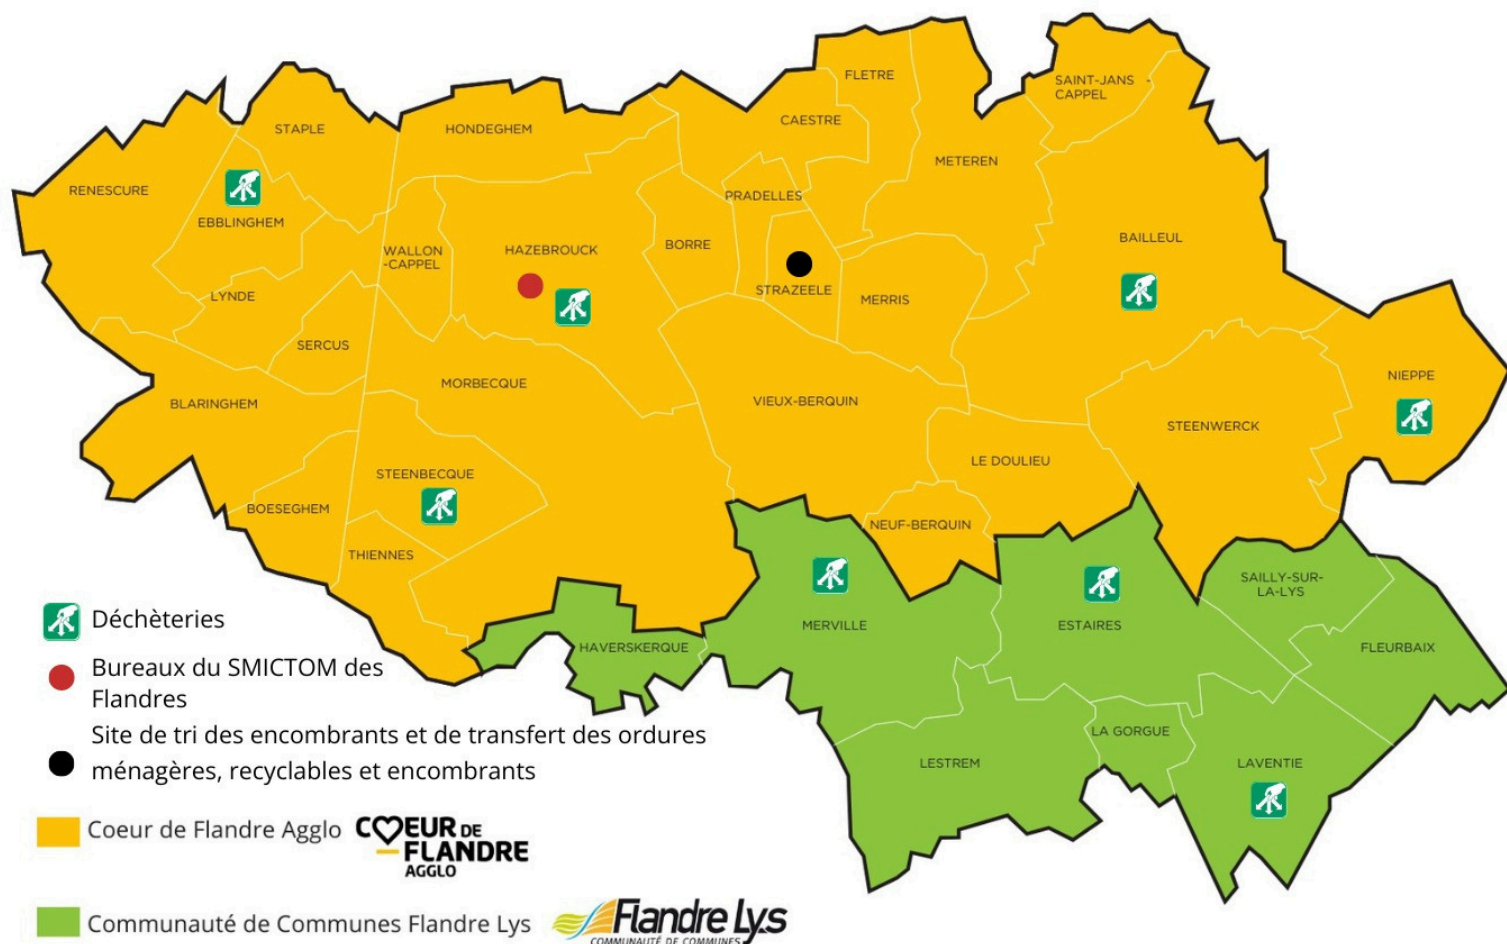 FLETRE
SAINT-JANS
CAPPEL
CAESTRE
STAPLE
HONDEGHEM
METEREN
RENESCURE
PRADELLES
EBBLINGHEM
BAILLEUL
BORRE
WALLON
-CAPPEL
HAZEBROUCK
STRAZEELE
LYNDE
MERRIS
SERCUS
NIEPPE
MORBECQUE
BLARINGHEM
VIEUX-BERQUIN
STEENWERCK
LE DOULIEU
STEENBECQUE
BOESEGHEM
NEUF-BERQUIN
THIENNES
SAILLY-SUR-
LA-LYS
MERVILLE
ESTAIRES
HAVERSKERQUE
FLEURBAIX
LA GORGUE
LESTREM
LAVENTIE
Déchèteries
Bureaux du SMICTOM des
Flandres
Site de tri des encombrants et de transfert des ordures
ménagères, recyclables et encombrants
Coeur de Flandre Agglo
CŒUR DE
FLANDRE
AGGLO
Communauté de Communes Flandre Lys
Flandre Lys
COMMUNAUTÉ DE COMMUNES